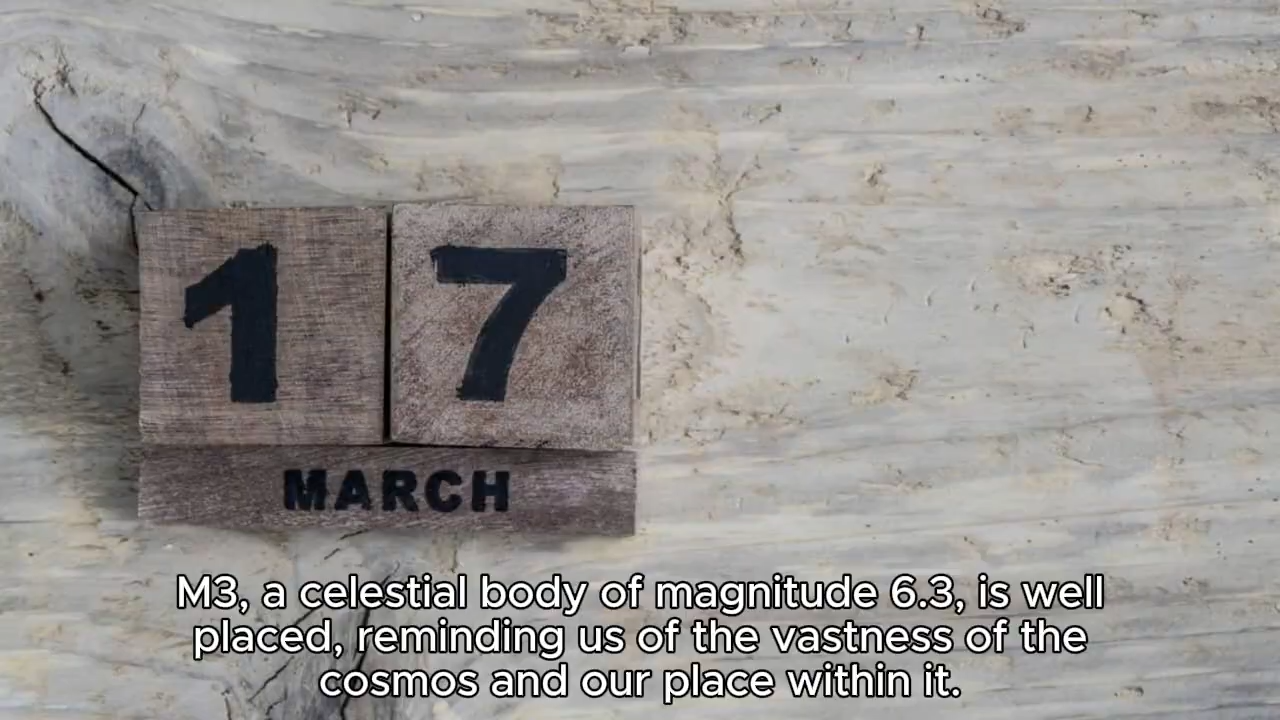 17
MARCH
M3, a celestial body of magnitude 6.3, is well
placed, reminding us of the vastness of the
cosmos and our place within it.